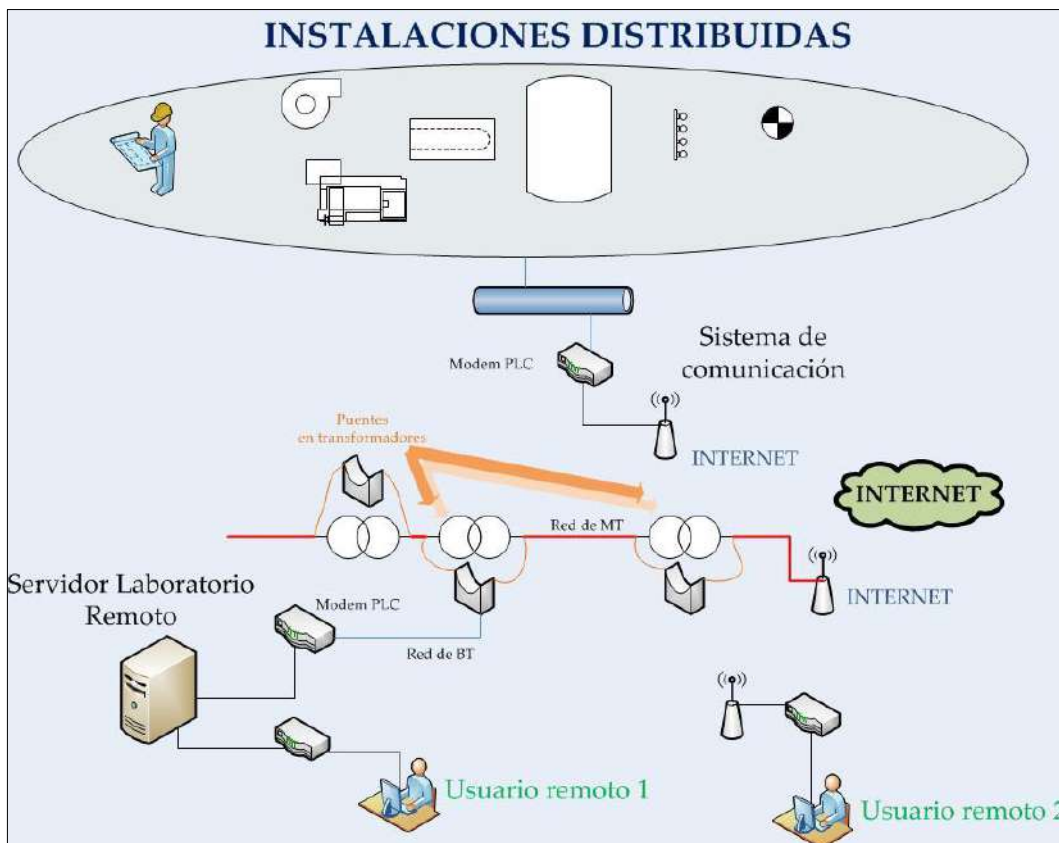 INSTALACIONES DISTRIBUIDAS
Modem PLC
Sistema de
comunicación
INTERNET
Puentes
en transformadores
INTERNET
Red de MT
INTERNET
Servidor Laboratorio
Remoto
Modem PLC
Red de BT
Usuario remoto 1
Usuario remoto 2